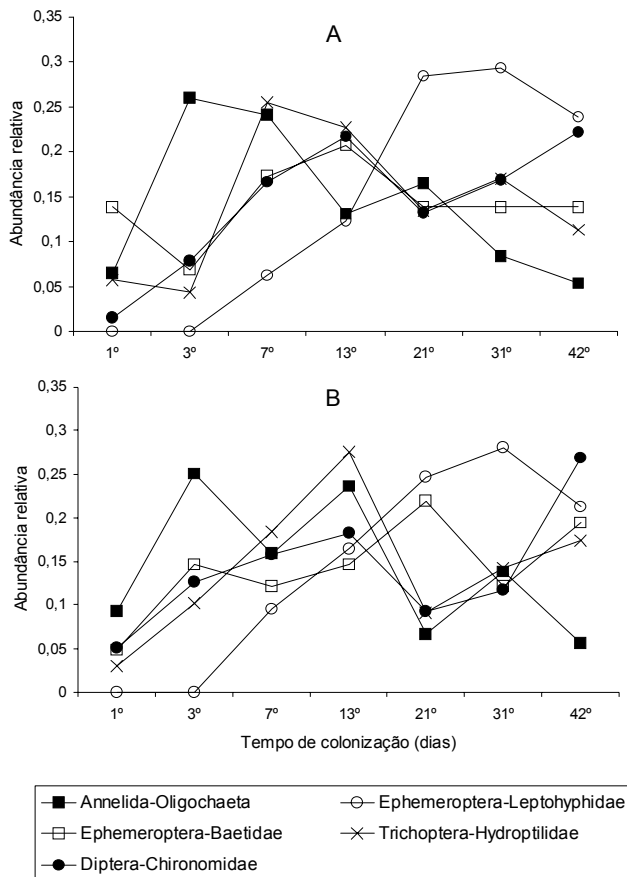 A
Abundância relativa
0,35
0,3
0,25
0,2
0,15
0,1
0,05
0
1º 3º 7º 13º 21º 31º 42º
B
Abundância relativa
0,35
0,3
0,25
0,2
0,15
0,1
0,05
0
1º 3º 7º 13º 21º 31º 42º
Tempo de colonização (dias)
Annelida-Oligochaeta
Ephemeroptera-Leptohyphidae
Ephemeroptera-Baetidae
Trichoptera-Hydroptilidae
Diptera-Chironomidae